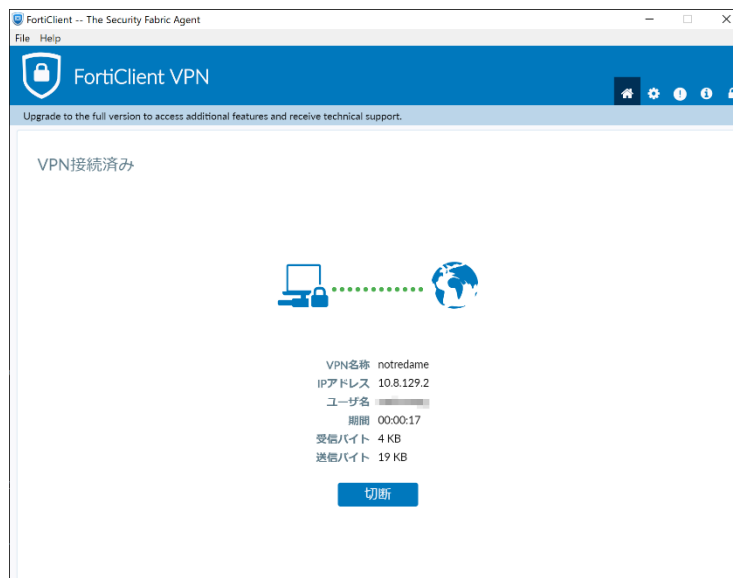 FortiClient -- The Security Fabric Agent
File Help
FortiClient VPN
Upgrade to the full version to access additional features and receive technical support.
VPN接続済み
VPN名称 notredame
IPアドレス 10.8.129.2
ユーザ名
期間 00:00:17
受信バイト 4 KB
送信バイト 19 KB
切断